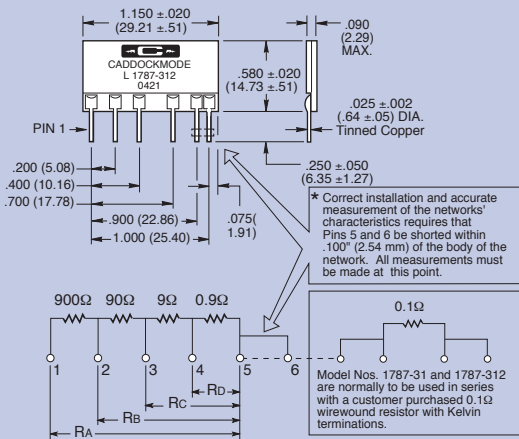 1.150 ±.020
(29.21 ±.51)
.090
(2.29)
MAX.
C
CADDOCKMODE
L 1787-312
0421
.580 ±.020
(14.73 ±.51)
.025 ±.002
(.64 ±.05) DIA.
Tinned Copper
PIN 1
.250 ±.050
(6.35 ±1.27)
.200 (5.08)
.400 (10.16)
.700 (17.78)
.900 (22.86)
1.000 (25.40)
.075(
1.91)
* Correct installation and accurate
measurement of the networks'
characteristics requires that
Pins 5 and 6 be shorted within
.100" (2.54 mm) of the body of the
network. All measurements must
be made at this point.
900Ω 90Ω 9Ω 0.9Ω
0.1Ω
1 2 3 4 5 6
RD
RC
RB
RA
Model Nos. 1787-31 and 1787-312
are normally to be used in series
with a customer purchased 0.1Ω
wirewound resistor with Kelvin
terminations.